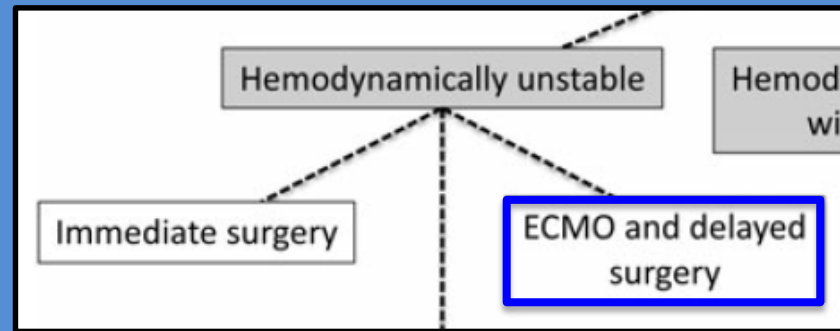 Hemodynamically unstable
Immediate surgery
ECMO and delayed
surgery